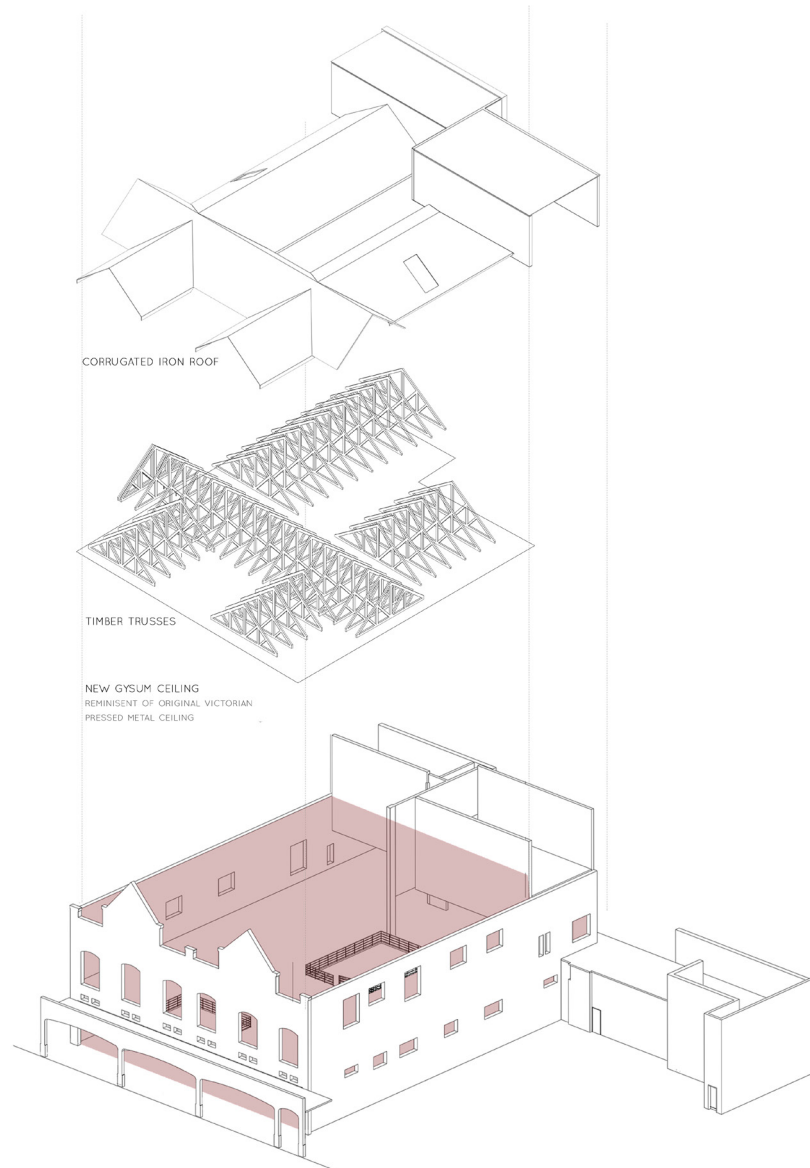 CORRUGATED IRON ROOF
TIMBER TRUSSES
NEW GYSUM CEILING
REMINISENT OF ORIGINAL VICTORIAN
PRESSED METAL CEILING